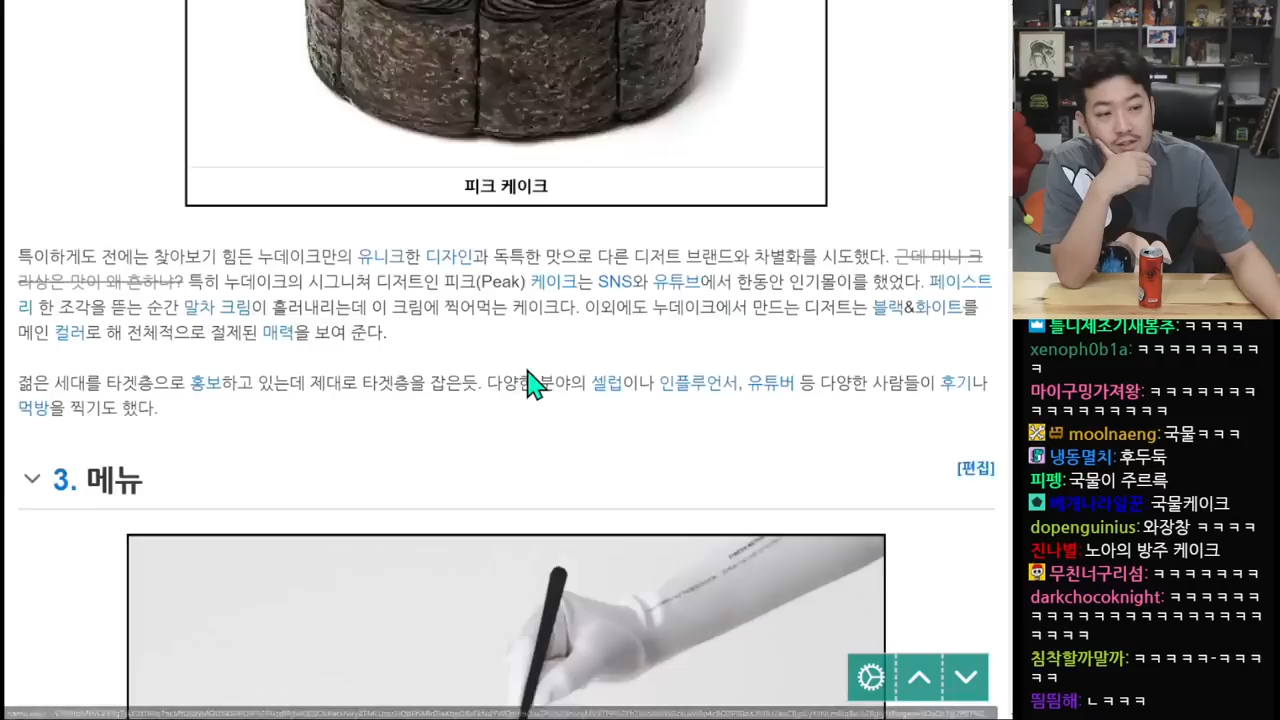 피크 케이크
특이하게도 전에는 찾아보기 힘든 누데이크만의 유니크한 디자인과 독특한 맛으로 다른 디저트 브랜드와 차별화를 시도했다. 근데 미니 크
라상은 맛이 왜 흔하냐? 특히 누데이크의 시그니쳐 디저트인 피크(Peak) 케이크는 SNS와 유튜브에서 한동안 인기몰이를 했었다. 페이스트
리 한 조각을 뜯는 순간 말차 크림이 흘러내리는데 이 크림에 찍어먹는 케이크다. 이외에도 누데이크에서 만드는 디저트는 블랙&화이트를
메인 컬러로 해 전체적으로 절제된 매력을 보여 준다.
젊은 세대를 타겟층으로 홍보하고 있는데 제대로 타겟층을 잡은듯. 다양한 분야의 셀럽이나 인플루언서, 유튜버 등 다양한 사람들이 후기나
먹방을 찍기도 했다.
3. 메뉴
[편집]
틀니제조기새봄추: ㅋㅋㅋㅋ
xenoph0b1a: ㅋㅋㅋㅋㅋㅋㅋㅋ
ㅋ
마이구밍가져왕: ㅋㅋㅋㅋㅋㅋㅋ
ㅋㅋㅋㅋㅋㅋㅋㅋㅋ
moolnaeng: 국물ㅋㅋㅋ
냉동멸치: 후두둑
피펭: 국물이 주르륵
베개나라일꾼: 국물케이크
dopenguinius: 와장창 ㅋㅋㅋㅋ
진나별: 노아의 방주 케이크
무친너구리섬: ㅋㅋㅋㅋㅋㅋㅋ
darkchocoknight: ㅋㅋㅋㅋㅋㅋ
ㅋㅋㅋㅋㅋㅋㅋㅋㅋㅋㅋㅋㅋㅋㅋ
ㅋㅋㅋㅋ
침착할까말까: ㅋㅋㅋㅋㅋ-ㅋㅋㅋ
ㅋㅋ
띔띔해: ㄴㅋㅋㅋ